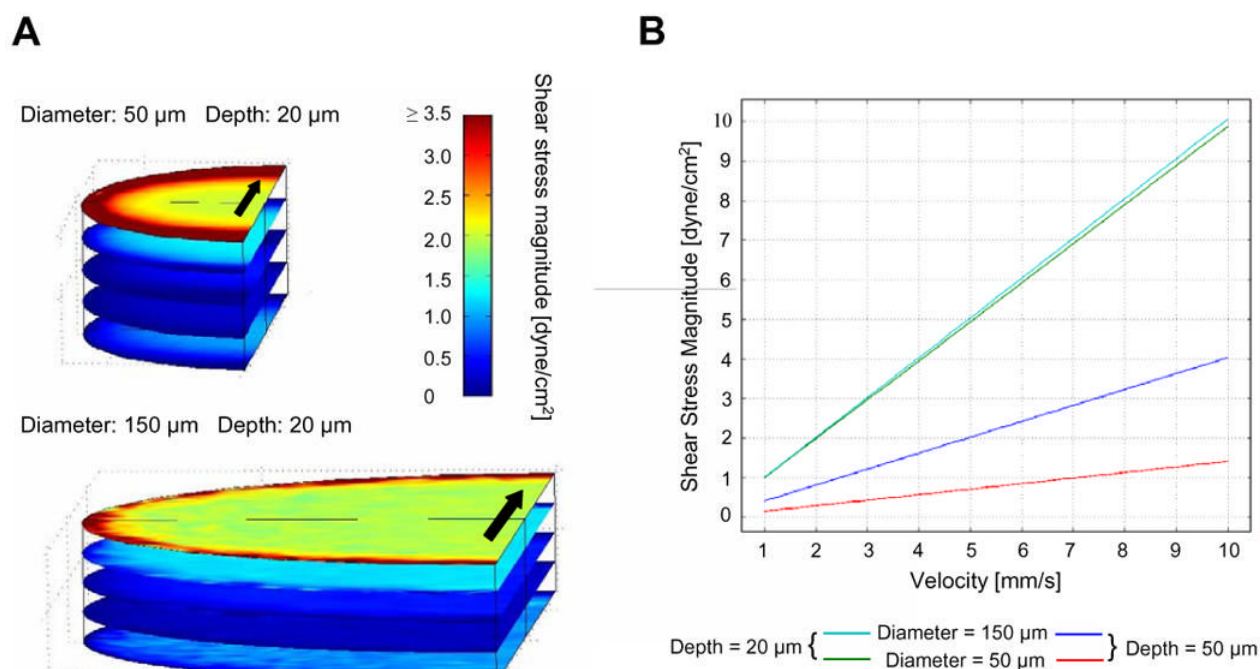 A
Diameter: 50 µm Depth: 20 µm
≥ 3.5
3.0
2.5
2.0
1.5
1.0
0.5
0
Shear stress magnitude [dyne/cm²]
Diameter: 150 µm Depth: 20 µm
B
Shear Stress Magnitude [dyne/cm²]
10
9
8
7
6
5
4
3
2
1
0
1 2 3 4 5 6 7 8 9 10
Velocity [mm/s]
Depth = 20 µm { Diameter = 150 µm } Depth = 50 µm
Diameter = 50 µm